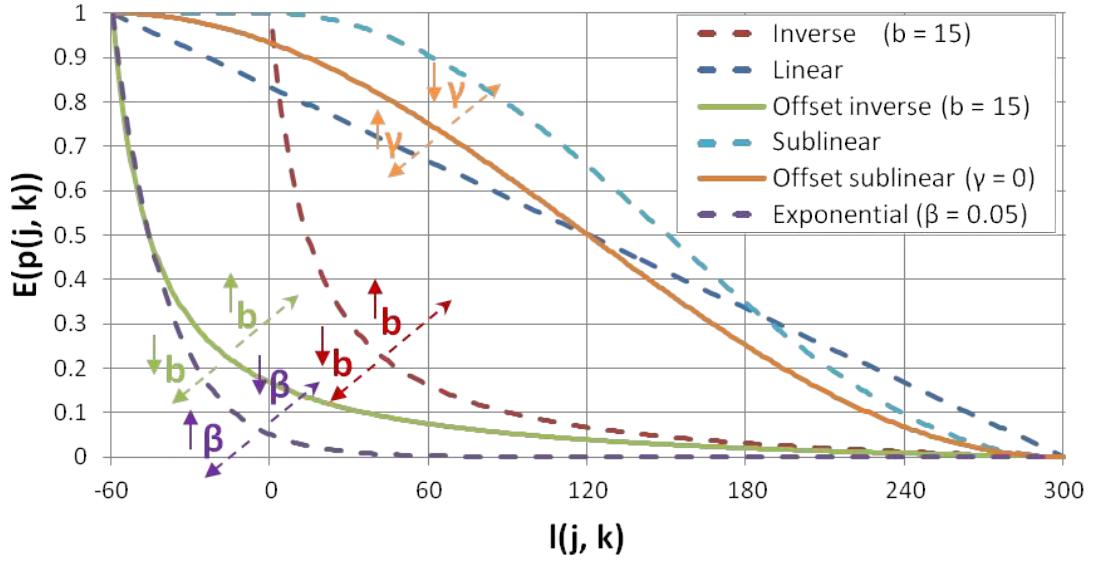 E(p(j, k))
1
0.9
0.8
0.7
0.6
0.5
0.4
0.3
0.2
0.1
0
-60
0
60
120
180
240
300
l(j, k)
Inverse (b = 15)
Linear
Offset inverse (b = 15)
Sublinear
Offset sublinear (γ = 0)
Exponential (β = 0.05)
γ
γ
b
b
b
b
β
β